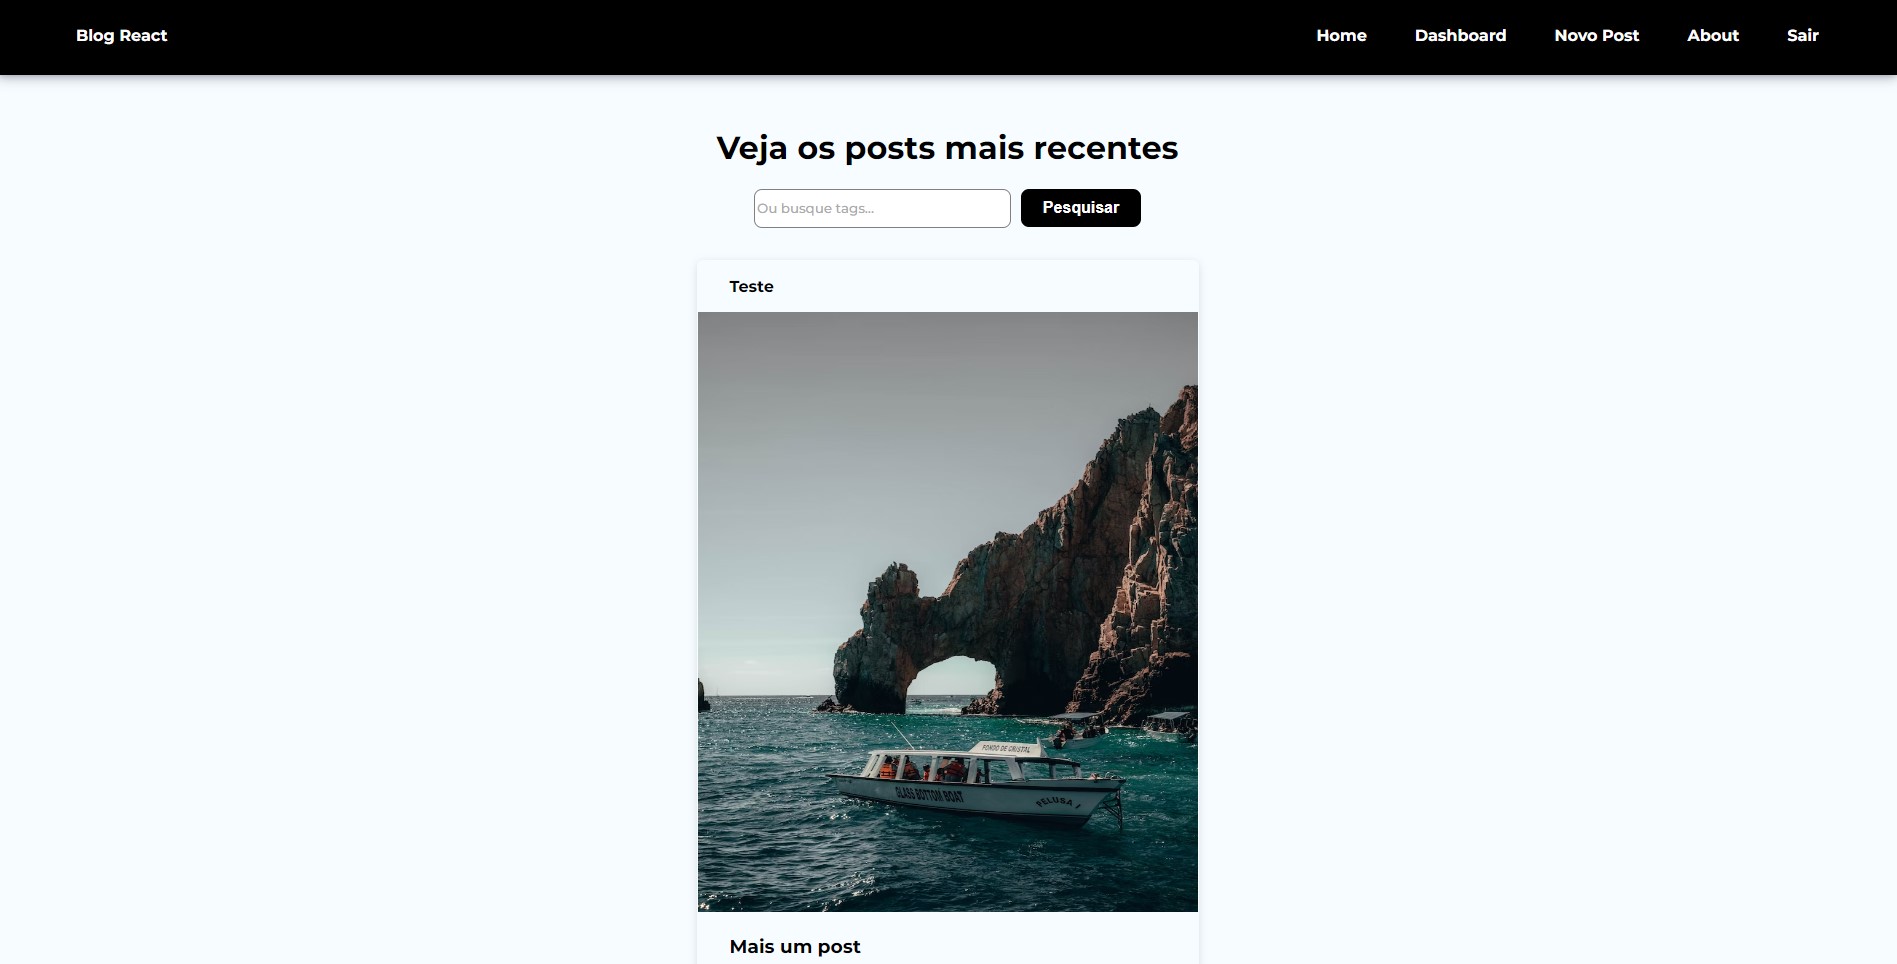 Blog React Home Dashboard Novo Post About Sair
Veja os posts mais recentes
Ou busque tags... Pesquisar
Teste
FONDO DE CRISTAL
GLASS BOTTOM BOAT
FELUSA I
Mais um post